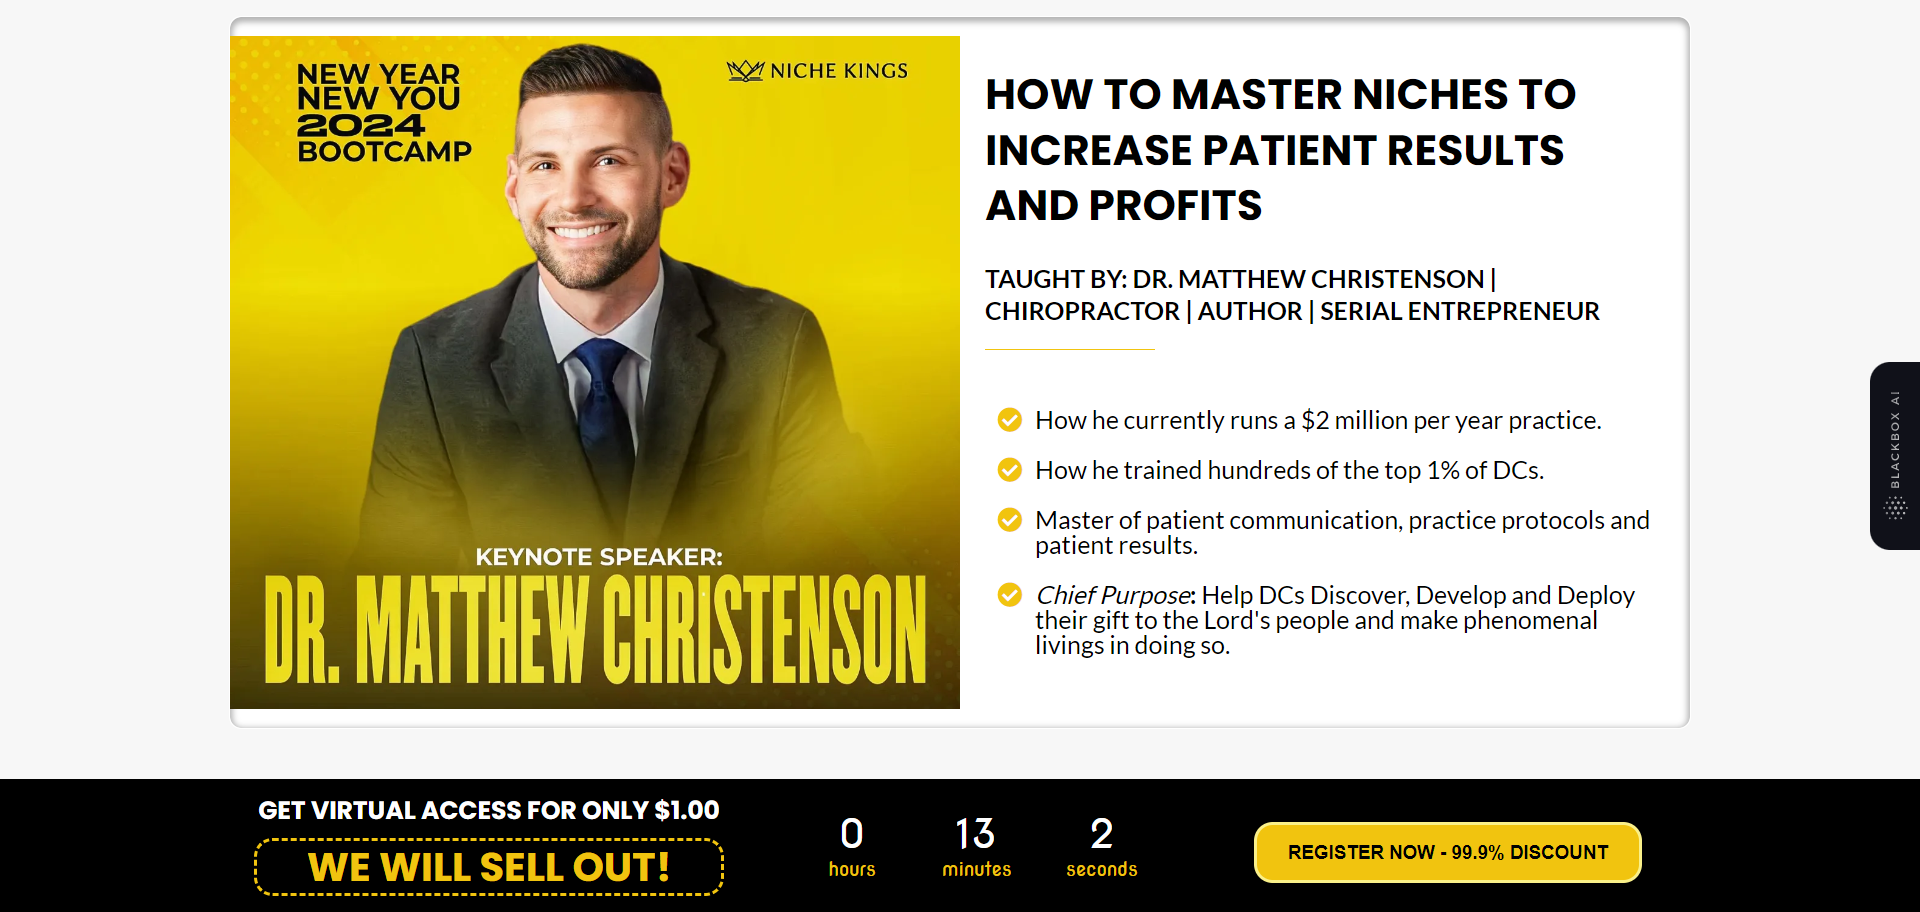 NEW YEAR
NEW YOU
2024
BOOTCAMP
NICHE KINGS
KEYNOTE SPEAKER:
DR. MATTHEW CHRISTENSON
HOW TO MASTER NICHES TO
INCREASE PATIENT RESULTS
AND PROFITS
TAUGHT BY: DR. MATTHEW CHRISTENSON |
CHIROPRACTOR | AUTHOR | SERIAL ENTREPRENEUR
How he currently runs a $2 million per year practice.
How he trained hundreds of the top 1% of DCs.
Master of patient communication, practice protocols and
patient results.
Chief Purpose: Help DCs Discover, Develop and Deploy
their gift to the Lord's people and make phenomenal
livings in doing so.
BLACKBOX AI
GET VIRTUAL ACCESS FOR ONLY $1.00
WE WILL SELL OUT!
0 13 2
hours minutes seconds
REGISTER NOW - 99.9% DISCOUNT